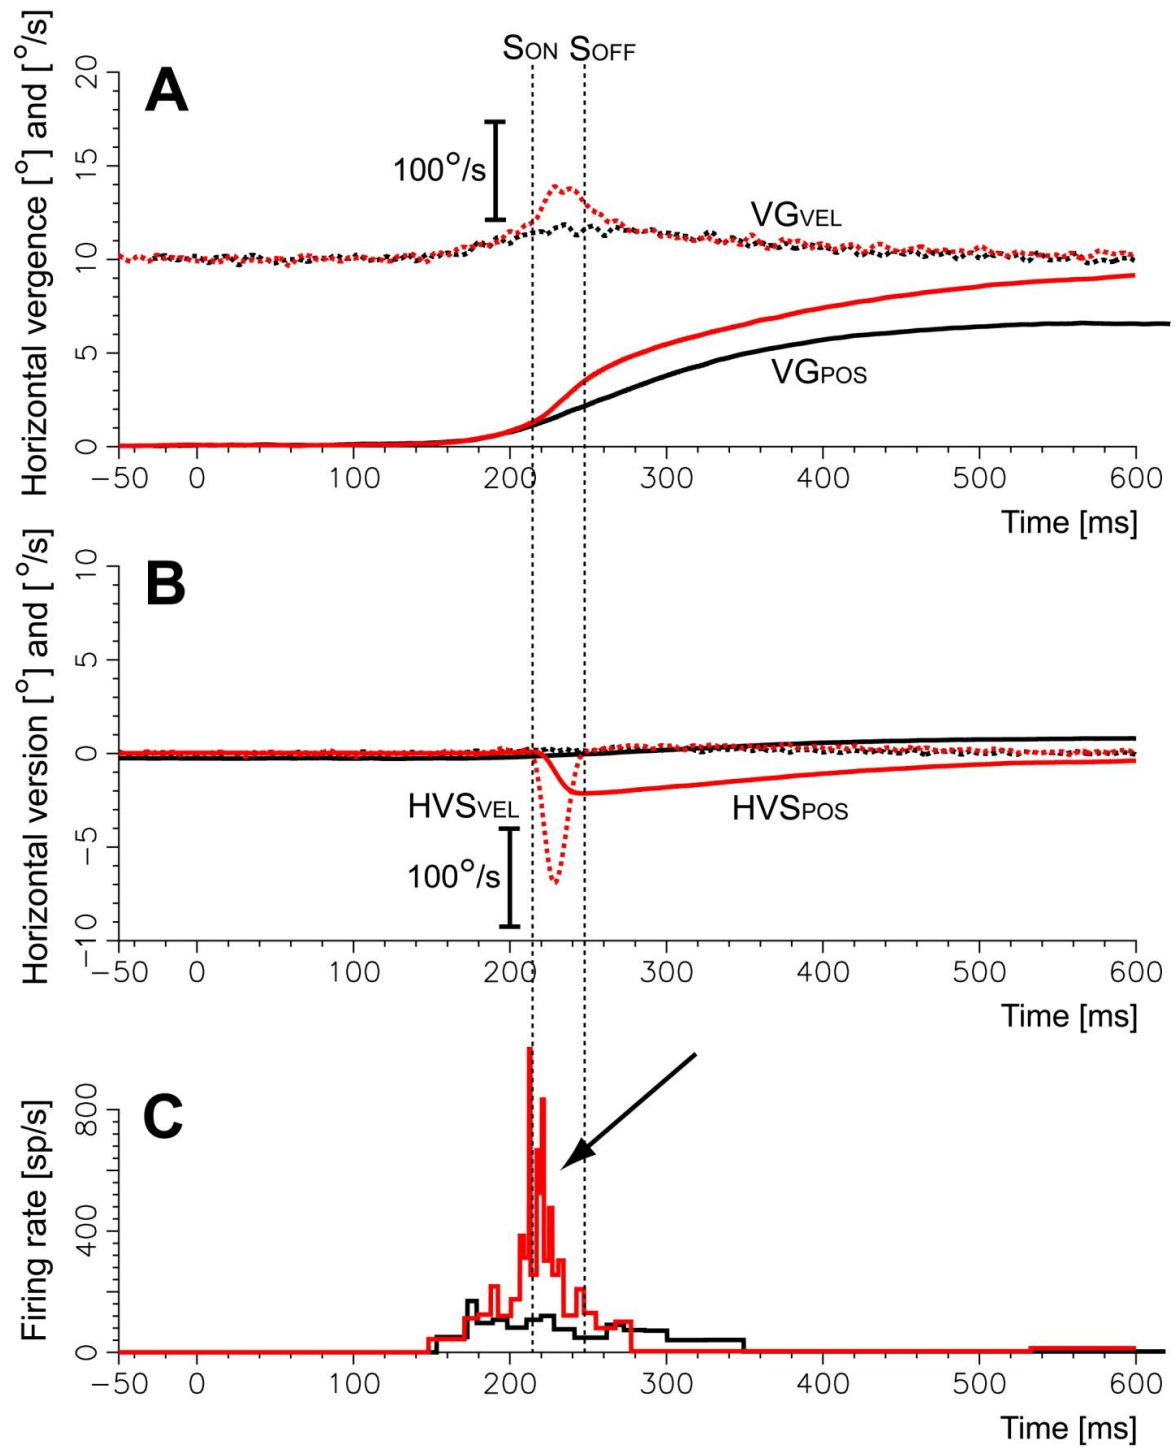 SON SOFF
A
Horizontal vergence [°] and [°/s]
20
15
10
5
0
100°/s
VGVEL
VGPOS
−50 0 100 200 300 400 500 600
Time [ms]
B
Horizontal version [°] and [°/s]
10
5
0
−5
−10
HVSVEL
HVSPOS
100°/s
−50 0 100 200 300 400 500 600
Time [ms]
C
Firing rate [sp/s]
800
400
0
−50 0 100 200 300 400 500 600
Time [ms]